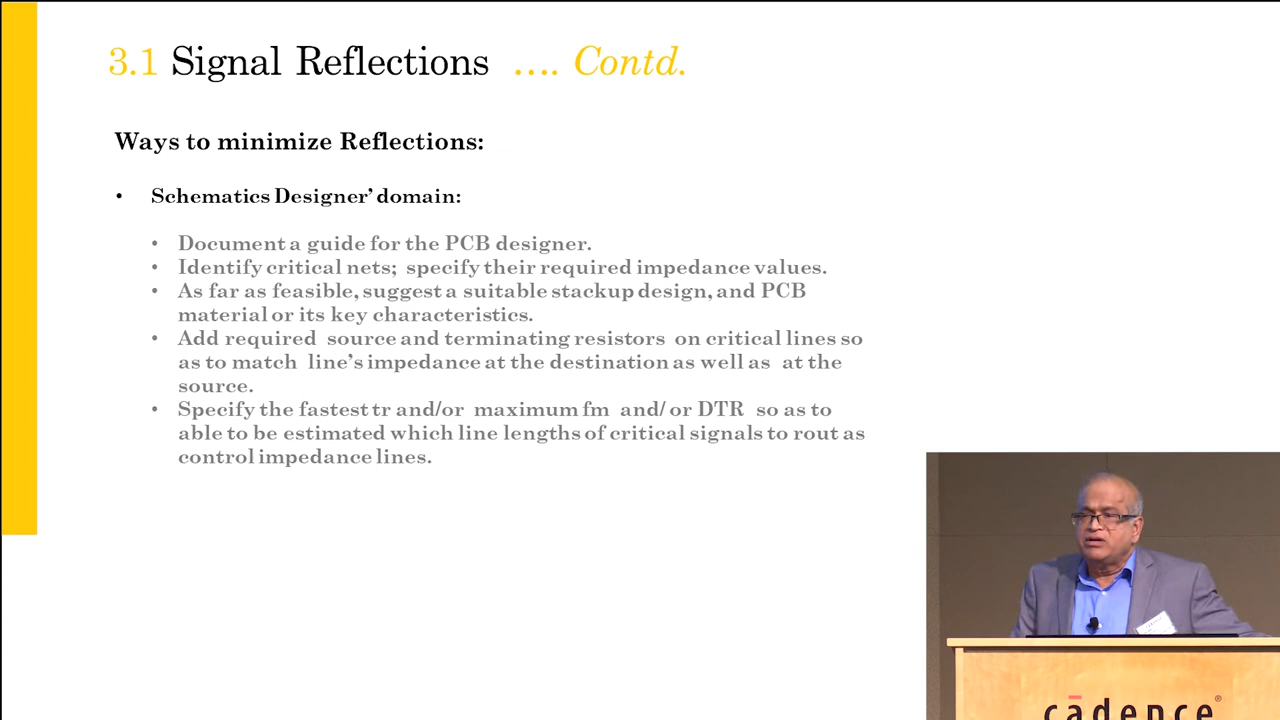 3.1 Signal Reflections .... Contd.
Ways to minimize Reflections:
• Schematics Designer’ domain:
• Document a guide for the PCB designer.
• Identify critical nets; specify their required impedance values.
• As far as feasible, suggest a suitable stackup design, and PCB
material or its key characteristics.
• Add required source and terminating resistors on critical lines so
as to match line’s impedance at the destination as well as at the
source.
• Specify the fastest tr and/or maximum fm and/ or DTR so as to
able to be estimated which line lengths of critical signals to rout as
control impedance lines.
cādence®